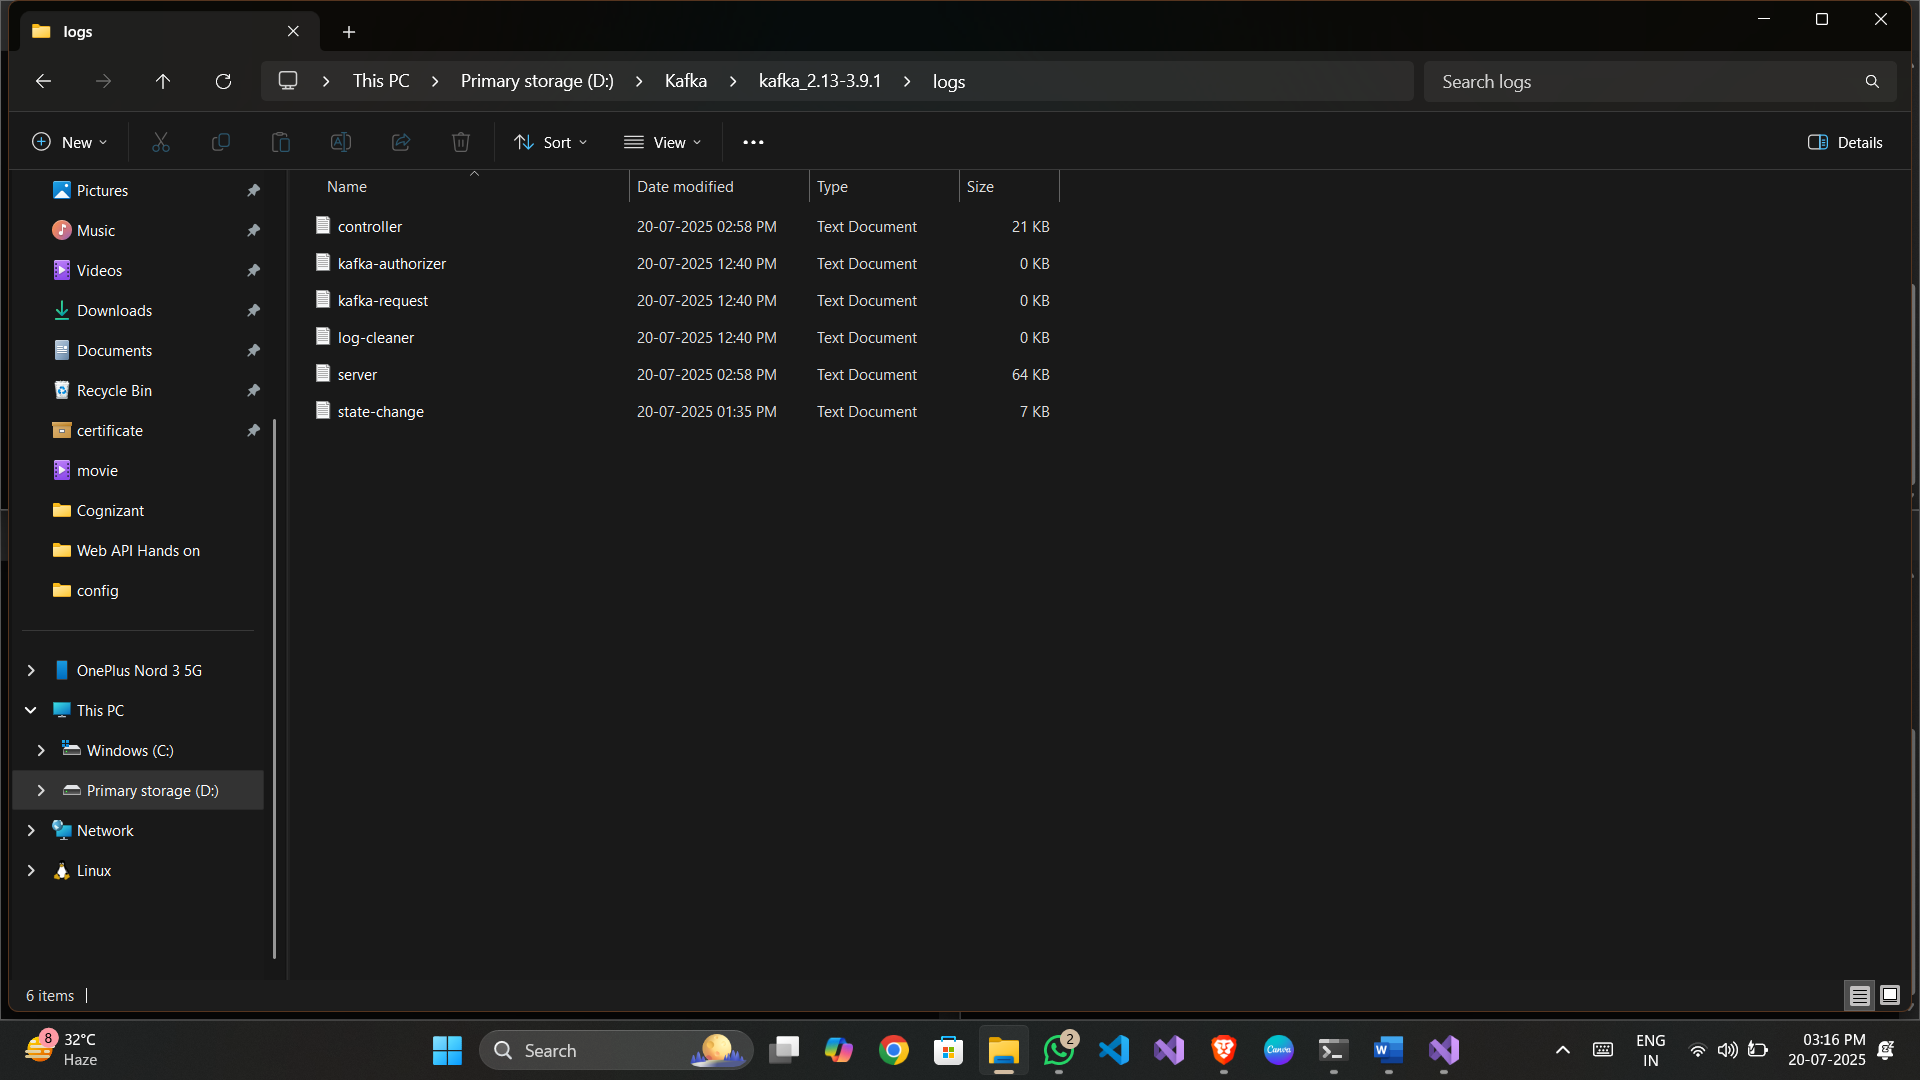 logs
This PC Primary storage (D:) Kafka kafka_2.13-3.9.1 logs
Search logs
New Sort View Details
Name Date modified Type Size
controller 20-07-2025 02:58 PM Text Document 21 KB
kafka-authorizer 20-07-2025 12:40 PM Text Document 0 KB
kafka-request 20-07-2025 12:40 PM Text Document 0 KB
log-cleaner 20-07-2025 12:40 PM Text Document 0 KB
server 20-07-2025 02:58 PM Text Document 64 KB
state-change 20-07-2025 01:35 PM Text Document 7 KB
Pictures
Music
Videos
Downloads
Documents
Recycle Bin
certificate
movie
Cognizant
Web API Hands on
config
OnePlus Nord 3 5G
This PC
Windows (C:)
Primary storage (D:)
Network
Linux
6 items
8
32°C
Haze
Search
2
Canva
ENG
IN
03:16 PM
20-07-2025